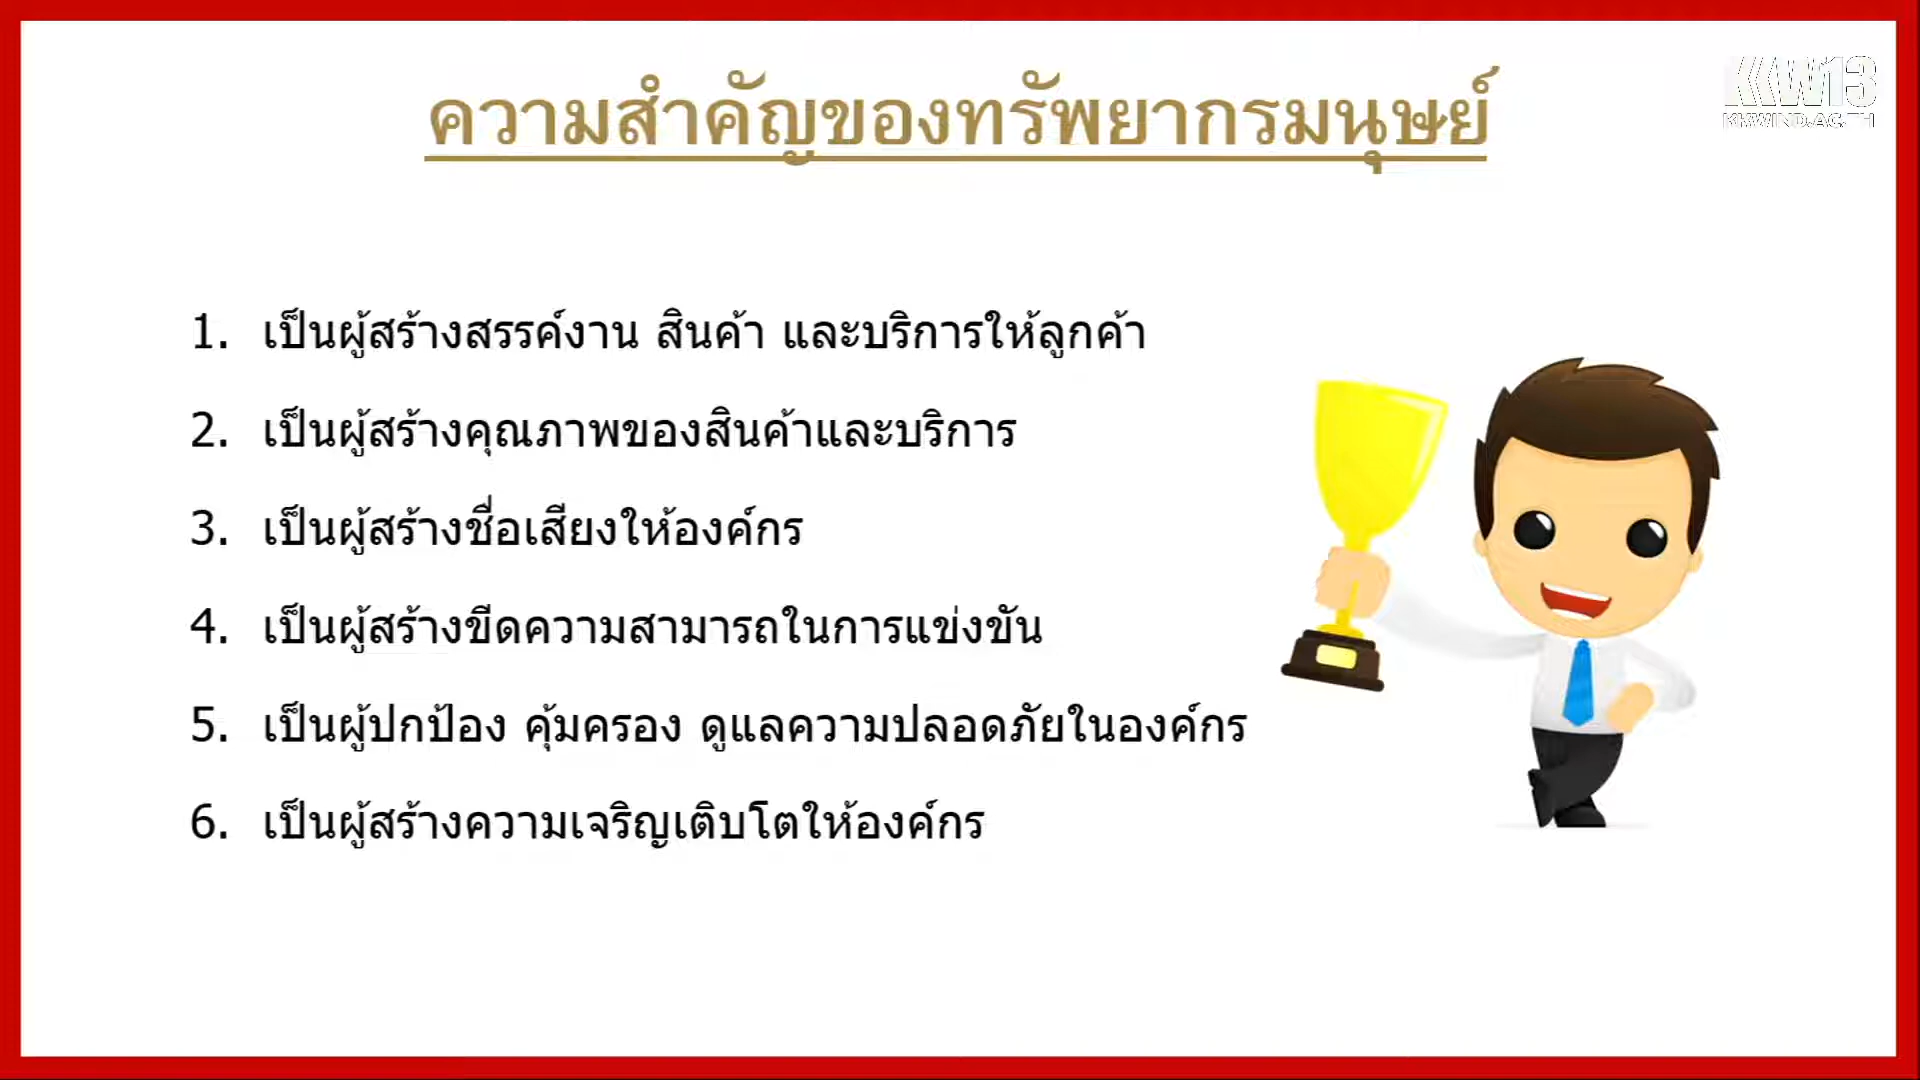 ความสำคัญของทรัพยากรมนุษย์
KKW13
KKWIND.AC.TH
1. เป็นผู้สร้างสรรค์งาน สินค้า และบริการให้ลูกค้า
2. เป็นผู้สร้างคุณภาพของสินค้าและบริการ
3. เป็นผู้สร้างชื่อเสียงให้องค์กร
4. เป็นผู้สร้างขีดความสามารถในการแข่งขัน
5. เป็นผู้ปกป้อง คุ้มครอง ดูแลความปลอดภัยในองค์กร
6. เป็นผู้สร้างความเจริญเติบโตให้องค์กร